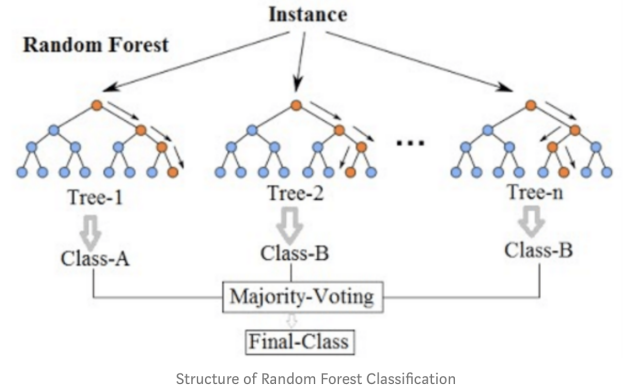 Instance
Random Forest
...
Tree-1
Tree-2
Tree-n
Class-A
Class-B
Class-B
Majority-Voting
Final-Class
Structure of Random Forest Classification